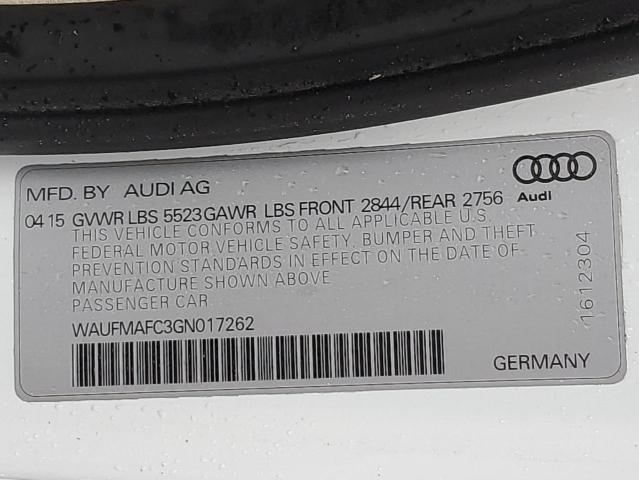 MFD. BY AUDI AG
Audi
04 15 GVWR LBS 5523 GAWR LBS FRONT 2844/REAR 2756
THIS VEHICLE CONFORMS TO ALL APPLICABLE U.S.
FEDERAL MOTOR VEHICLE SAFETY, BUMPER AND THEFT
PREVENTION STANDARDS IN EFFECT ON THE DATE OF
MANUFACTURE SHOWN ABOVE
PASSENGER CAR
1612304
WAUFMAFC3GN017262
GERMANY